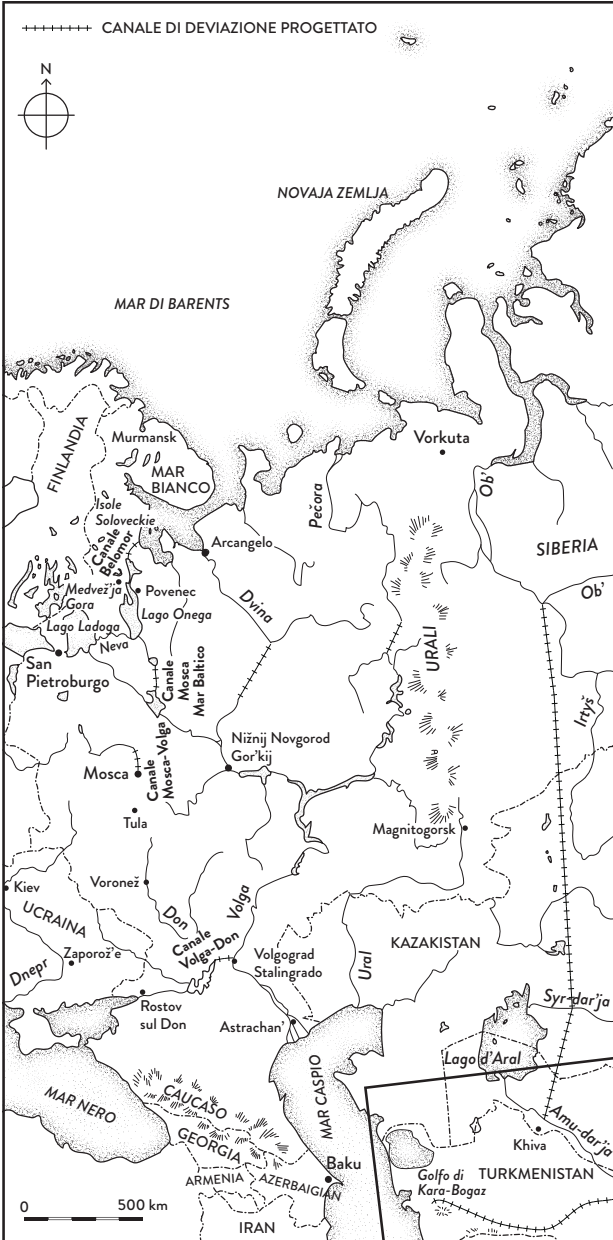 CANALE DI DEVIAZIONE PROGETTATO
N
NOVAJA ZEMLJA
MAR DI BARENTS
FINLANDIA
Murmansk
MAR
BIANCO
Isole
Soloveckie
Canale
Belomor
Medvež'ja
Gora
Povenec
Lago Ladoga
Lago Onega
Neva
San
Pietroburgo
Arcangelo
Dvina
Pečora
Vorkuta
Ob'
SIBERIA
Ob'
Irtyš
URALI
Canale
Mosca
Mar Baltico
Nižnij Novgorod
Gor'kij
Mosca
Canale
Mosca-Volga
Tula
Magnitogorsk
Voronež
Kiev
UCRAINA
Don
Volga
Canale
Volga-Don
Zaporož'e
Dnepr
Volgograd
Stalingrado
Ural
KAZAKISTAN
Rostov
sul Don
Astrachan'
Syr-dar'ja
Lago d'Aral
MAR NERO
CAUCASO
MAR CASPIO
Amu-dar'ja
Khiva
GEORGIA
ARMENIA
AZERBAIGIAN
Baku
Golfo di
Kara-Bogaz
TURKMENISTAN
IRAN
0 500 km